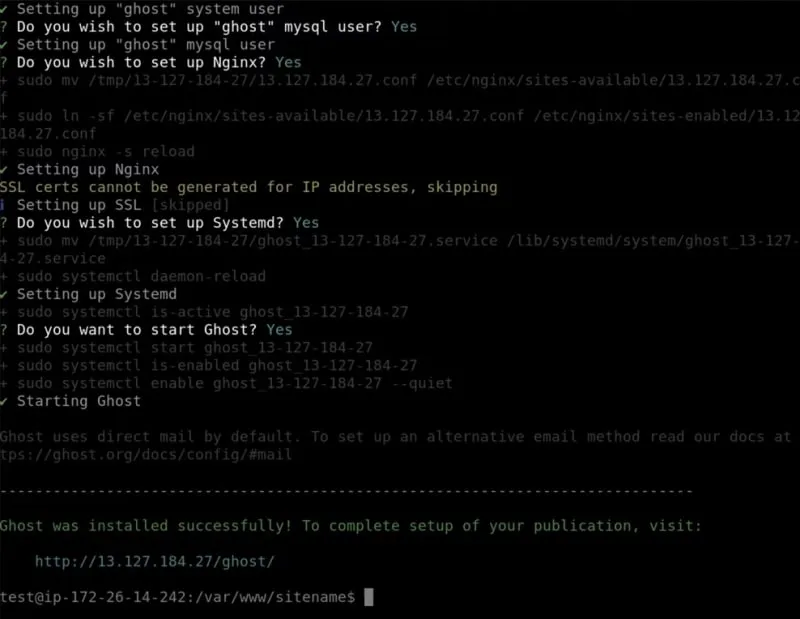 ✔ Setting up "ghost" system user
? Do you wish to set up "ghost" mysql user? Yes
✔ Setting up "ghost" mysql user
? Do you wish to set up Nginx? Yes
+ sudo mv /tmp/13-127-184-27/13.127.184.27.conf /etc/nginx/sites-available/13.127.184.27.c
f
+ sudo ln -sf /etc/nginx/sites-available/13.127.184.27.conf /etc/nginx/sites-enabled/13.12
184.27.conf
+ sudo nginx -s reload
✔ Setting up Nginx
SSL certs cannot be generated for IP addresses, skipping
ℹ Setting up SSL [skipped]
? Do you wish to set up Systemd? Yes
+ sudo mv /tmp/13-127-184-27/ghost_13-127-184-27.service /lib/systemd/system/ghost_13-127-
4-27.service
+ sudo systemctl daemon-reload
✔ Setting up Systemd
+ sudo systemctl is-active ghost_13-127-184-27
? Do you want to start Ghost? Yes
+ sudo systemctl start ghost_13-127-184-27
+ sudo systemctl is-enabled ghost_13-127-184-27
+ sudo systemctl enable ghost_13-127-184-27 --quiet
✔ Starting Ghost
Ghost uses direct mail by default. To set up an alternative email method read our docs at
tps://ghost.org/docs/config/#mail
------------------------------------------------------------------------------
Ghost was installed successfully! To complete setup of your publication, visit:
http://13.127.184.27/ghost/
test@ip-172-26-14-242:/var/www/sitename$